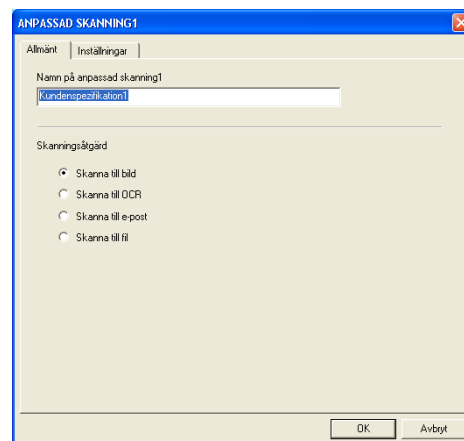 ANPASSAD SKANNING1
Allmänt Inställningar
Namn på anpassad skanning1
Kundenspezifikation1
Skanningsåtgärd
Skanna till bild
Skanna till OCR
Skanna till e-post
Skanna till fil
OK Avbryt